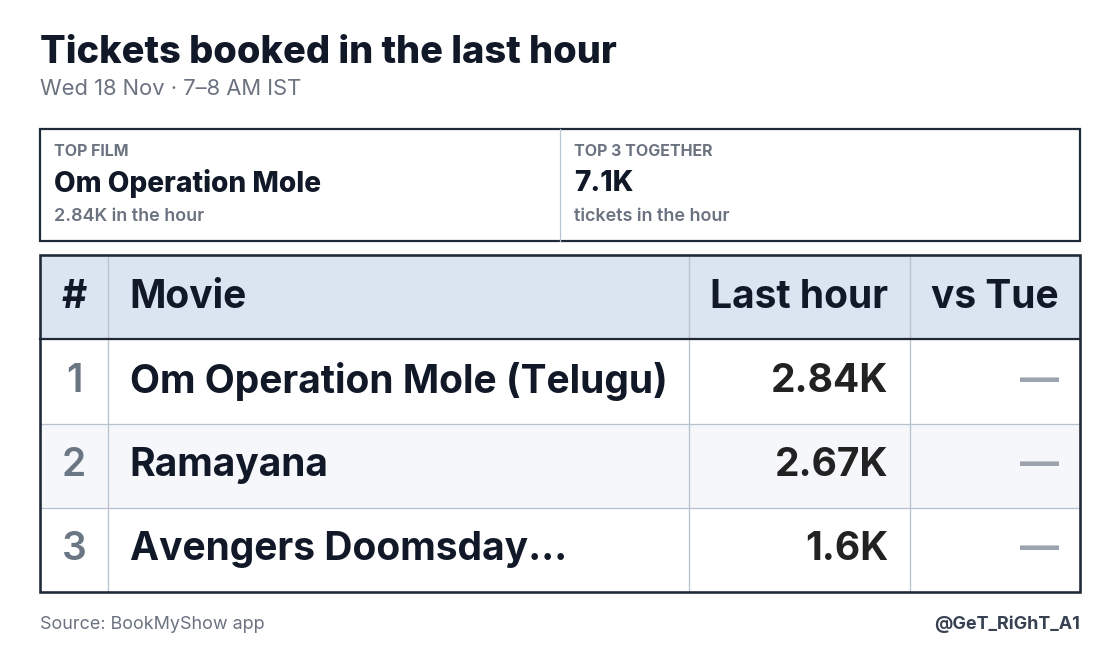 Tickets booked in the last hour
Wed 18 Nov · 7–8 AM IST
TOP FILM
Om Operation Mole
2.84K in the hour
TOP 3 TOGETHER
7.1K
tickets in the hour
# Movie Last hour vs Tue
1 Om Operation Mole (Telugu) 2.84K —
2 Ramayana 2.67K —
3 Avengers Doomsday... 1.6K —
Source: BookMyShow app @GeT_RiGhT_A1